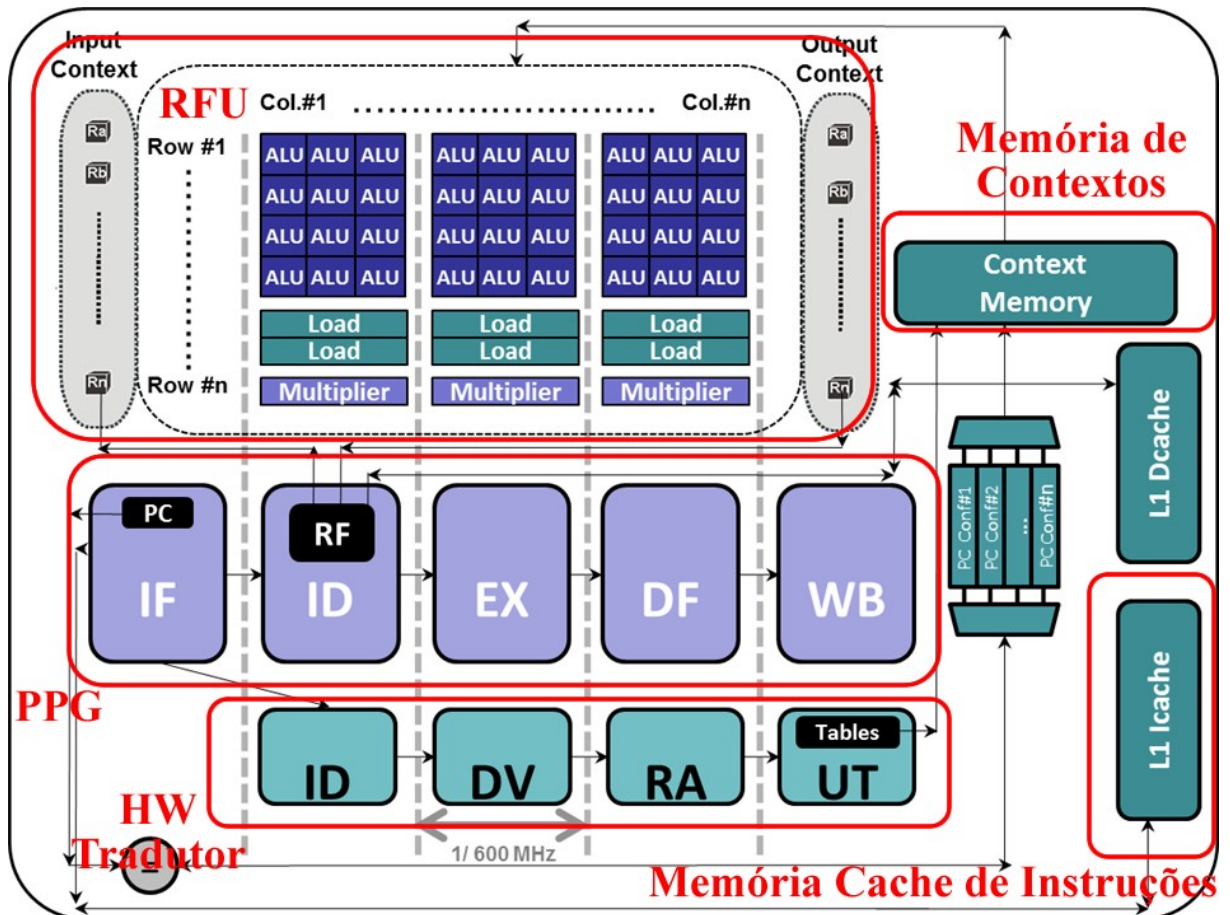 Input
Context
Output
Context
RFU
Col.#1
Col.#n
Ra
Rb
Rn
Row #1
Row #n
ALU ALU ALU ALU ALU ALU ALU ALU ALU
ALU ALU ALU ALU ALU ALU ALU ALU ALU
ALU ALU ALU ALU ALU ALU ALU ALU ALU
ALU ALU ALU ALU ALU ALU ALU ALU ALU
Load Load Load
Load Load Load
Multiplier Multiplier Multiplier
Ra
Rb
Rn
Memória de
Contextos
Context
Memory
L1 Dcache
PC Conf#1
PC Conf#2
...
PC Conf#n
PC
IF
RF
ID
EX
DF
WB
L1 Icache
PPG
ID
DV
RA
Tables
UT
HW
Tradutor
=
1/ 600 MHz
Memória Cache de Instruções